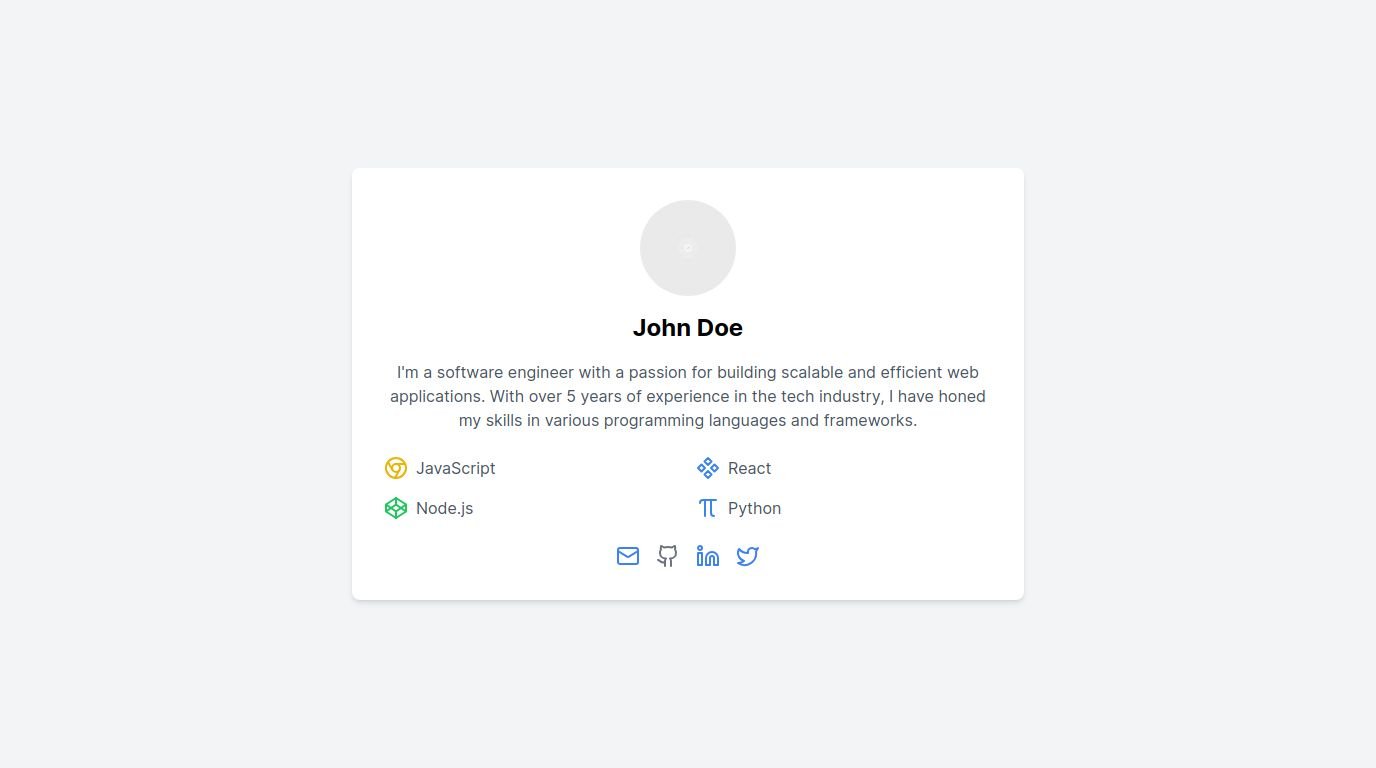 John Doe
I'm a software engineer with a passion for building scalable and efficient web
applications. With over 5 years of experience in the tech industry, I have honed
my skills in various programming languages and frameworks.
JavaScript
React
Node.js
Python